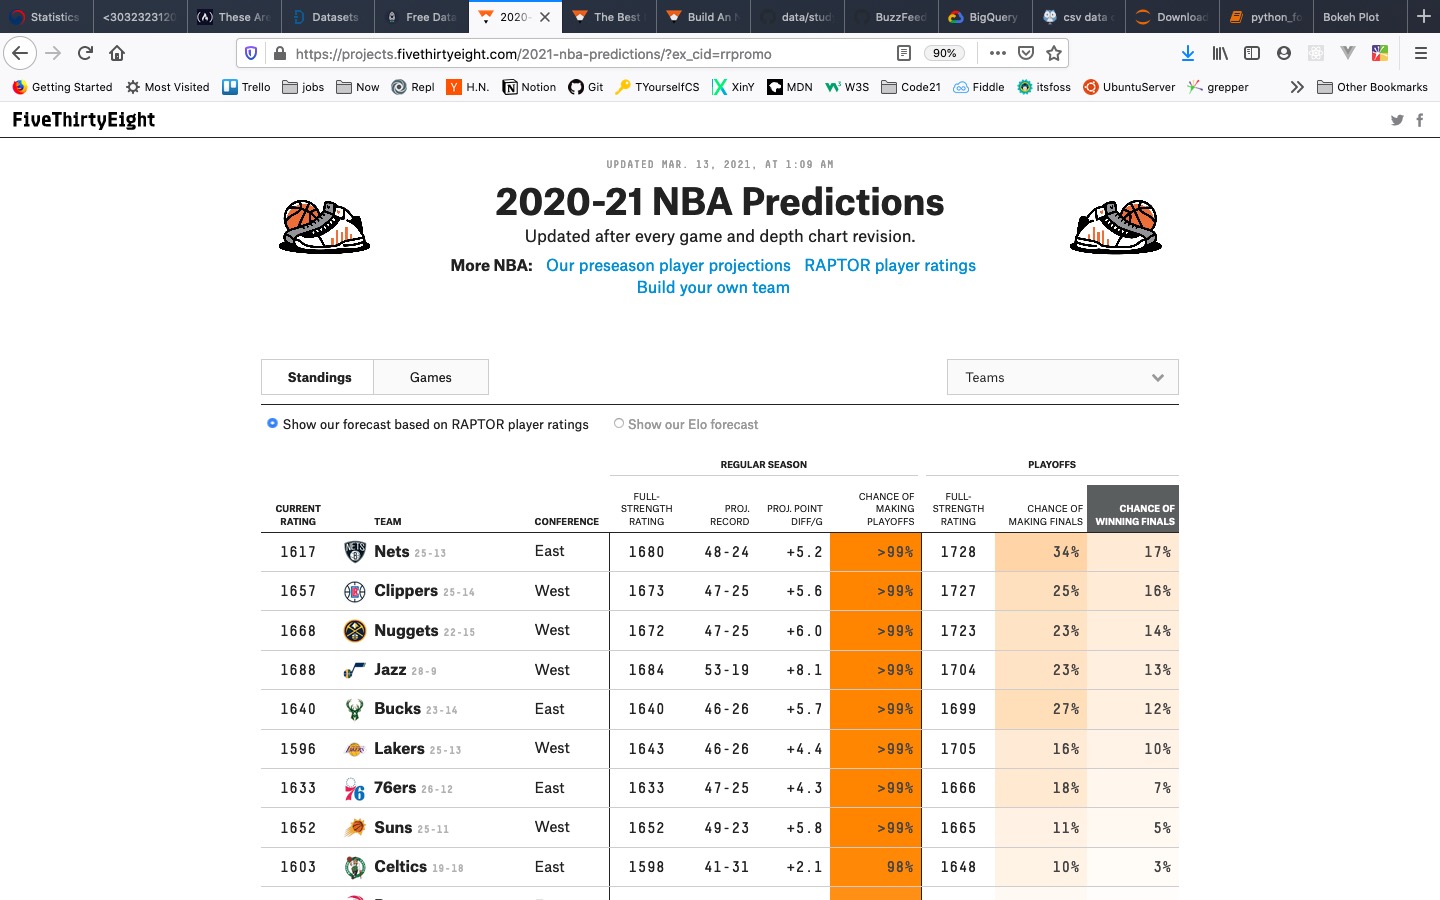 Statistics <3032323120 These Are Datasets Free Data 2020- The Best Build An N data/stud BuzzFeed BigQuery csv data Download python_fo Bokeh Plot
https://projects.fivethirtyeight.com/2021-nba-predictions/?ex_cid=rrpromo 90%
Getting Started Most Visited Trello jobs Now Repl H.N. Notion Git TYourselfCS XinY MDN W3S Code21 Fiddle itsfoss UbuntuServer grepper Other Bookmarks
FiveThirtyEight
UPDATED MAR. 13, 2021, AT 1:09 AM
2020-21 NBA Predictions
Updated after every game and depth chart revision.
More NBA: Our preseason player projections RAPTOR player ratings
Build your own team
Standings Games Teams
Show our forecast based on RAPTOR player ratings Show our Elo forecast
REGULAR SEASON PLAYOFFS
FULL- CHANCE OF FULL-
STRENGTH PROJ. PROJ. POINT MAKING STRENGTH CHANCE OF CHANCE OF
CURRENT RATING TEAM CONFERENCE RATING RECORD DIFF/G PLAYOFFS RATING MAKING FINALS WINNING FINALS
1617 Nets 25-13 East 1680 48-24 +5.2 >99% 1728 34% 17%
1657 Clippers 25-14 West 1673 47-25 +5.6 >99% 1727 25% 16%
1668 Nuggets 22-15 West 1672 47-25 +6.0 >99% 1723 23% 14%
1688 Jazz 28-9 West 1684 53-19 +8.1 >99% 1704 23% 13%
1640 Bucks 23-14 East 1640 46-26 +5.7 >99% 1699 27% 12%
1596 Lakers 25-13 West 1643 46-26 +4.4 >99% 1705 16% 10%
1633 76ers 26-12 East 1633 47-25 +4.3 >99% 1666 18% 7%
1652 Suns 25-11 West 1652 49-23 +5.8 >99% 1665 11% 5%
1603 Celtics 19-18 East 1598 41-31 +2.1 98% 1648 10% 3%